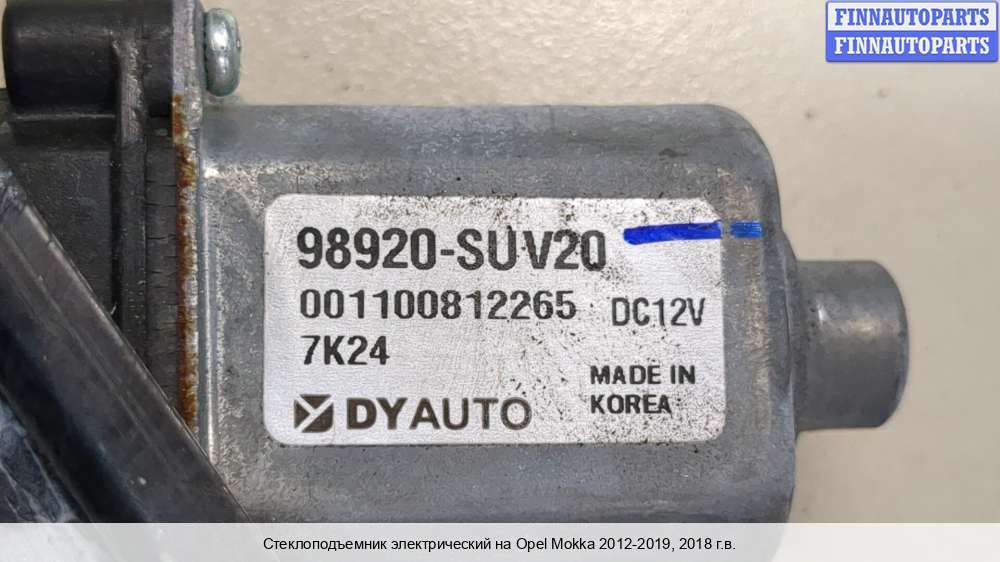 FINNAUTOPARTS
FINNAUTOPARTS
98920-SUV20
001100812265 DC12V
7K24
MADE IN
KOREA
DYAUTO
Стеклоподъемник электрический на Opel Mokka 2012-2019, 2018 г.в.